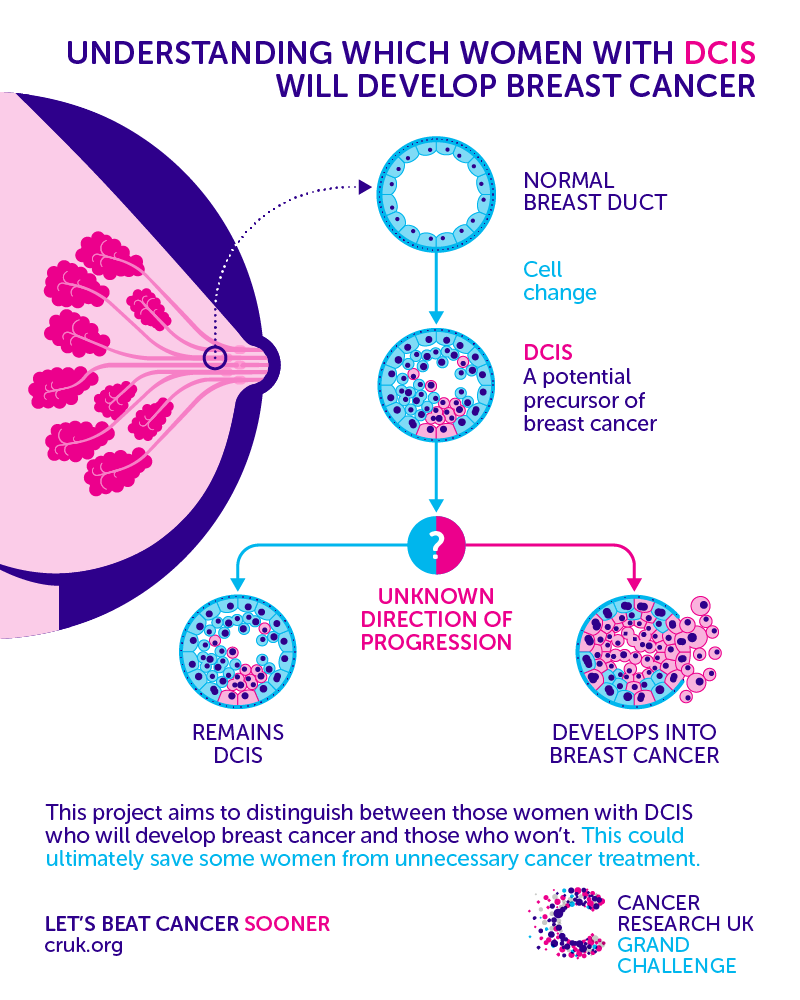 UNDERSTANDING WHICH WOMEN WITH DCIS
WILL DEVELOP BREAST CANCER
NORMAL
BREAST DUCT
Cell
change
DCIS
A potential
precursor of
breast cancer
?
UNKNOWN
DIRECTION OF
PROGRESSION
REMAINS
DCIS
DEVELOPS INTO
BREAST CANCER
This project aims to distinguish between those women with DCIS
who will develop breast cancer and those who won’t. This could
ultimately save some women from unnecessary cancer treatment.
LET’S BEAT CANCER SOONER
cruk.org
CANCER
RESEARCH UK
GRAND
CHALLENGE